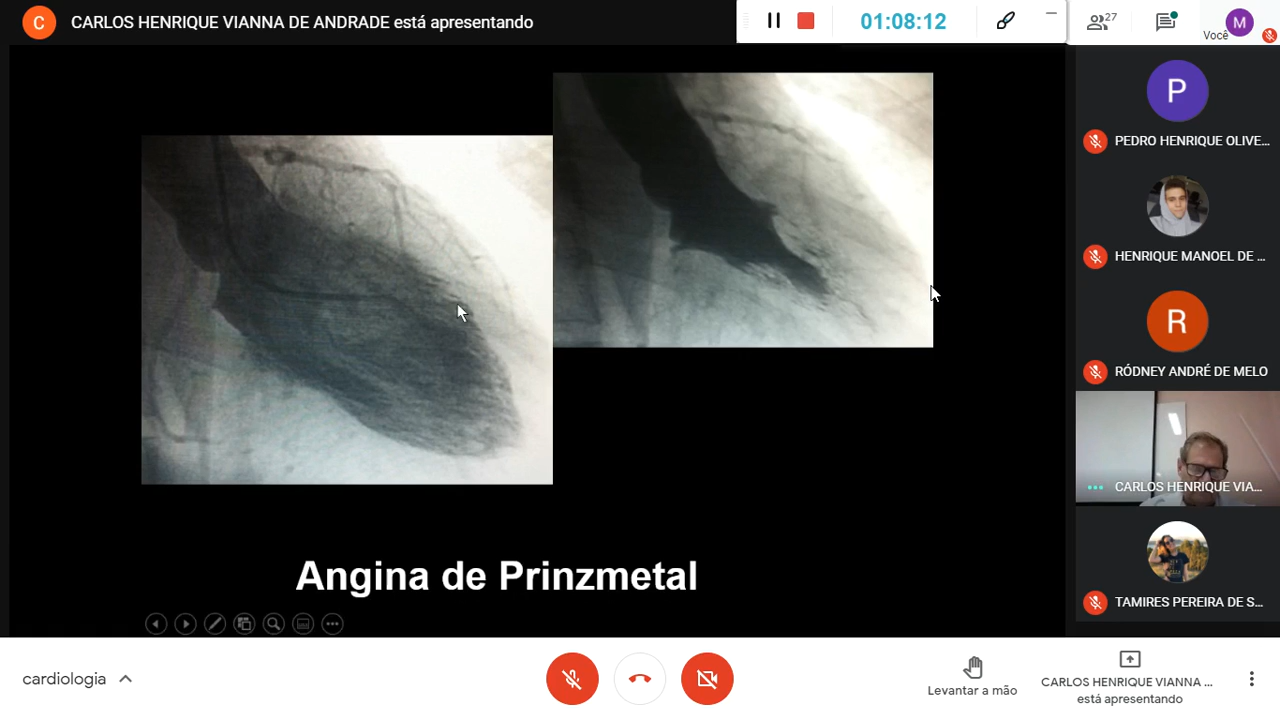 C
CARLOS HENRIQUE VIANNA DE ANDRADE está apresentando
01:08:12
27
Você
M
P
PEDRO HENRIQUE OLIVE...
HENRIQUE MANOEL DE ...
R
RÓDNEY ANDRÉ DE MELO
CARLOS HENRIQUE VIA...
TAMIRES PEREIRA DE S...
Angina de Prinzmetal
cardiologia
Levantar a mão
CARLOS HENRIQUE VIANNA ...
está apresentando